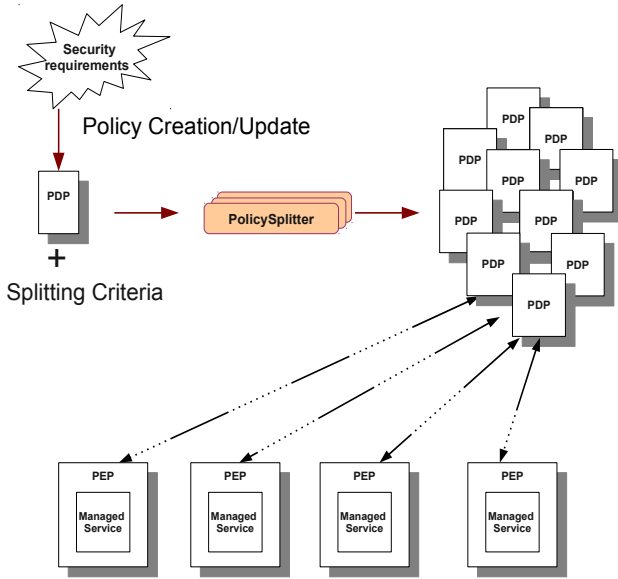 Security
requirements
Policy Creation/Update
PDP
+
Splitting Criteria
PolicySplitter
PDP
PDP
PDP
PDP
PDP
PDP
PDP
PDP
PDP
PDP
PEP
Managed
Service
PEP
Managed
Service
PEP
Managed
Service
PEP
Managed
Service